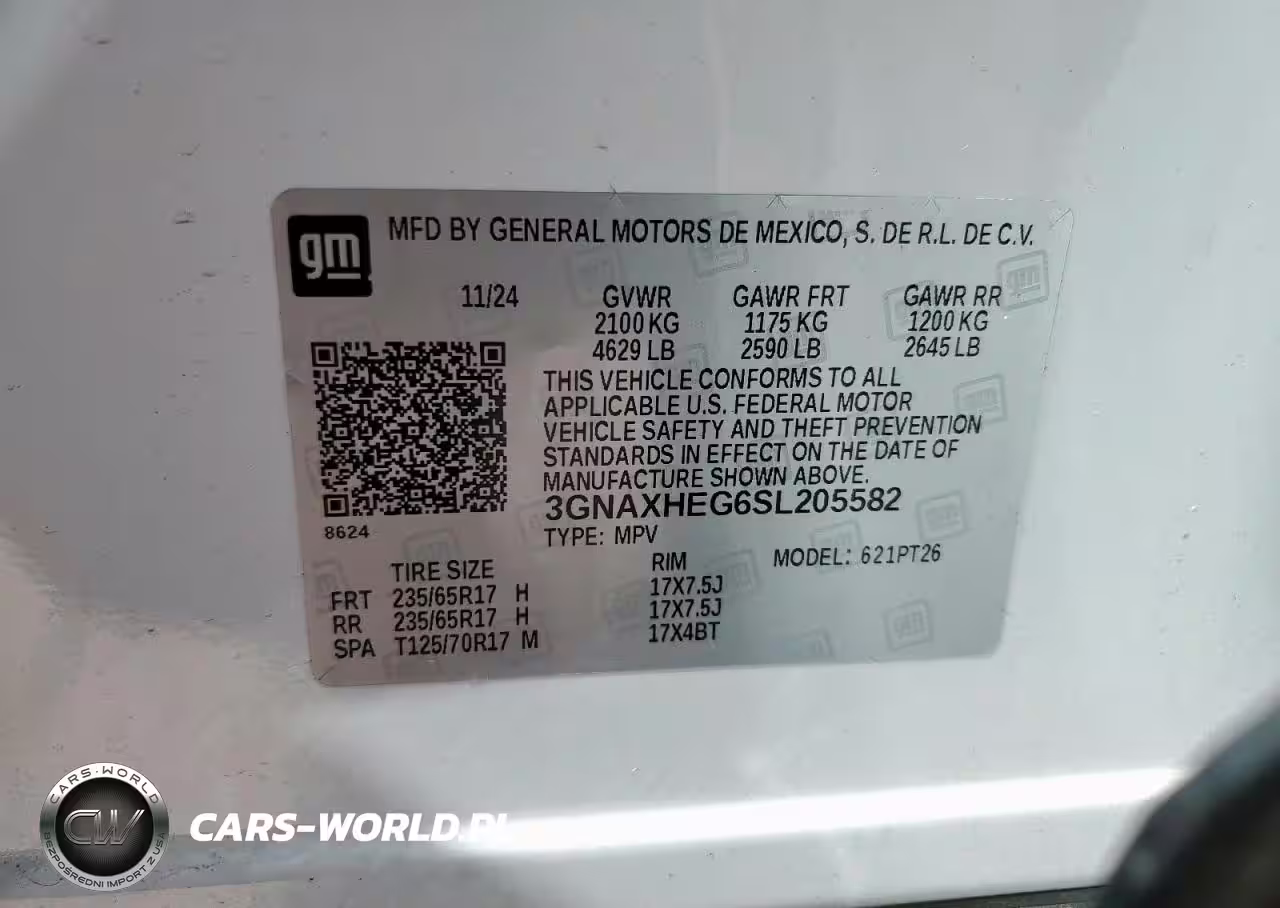 gm
MFD BY GENERAL MOTORS DE MEXICO, S. DE R.L. DE C.V.
11/24 GVWR GAWR FRT GAWR RR
2100 KG 1175 KG 1200 KG
4629 LB 2590 LB 2645 LB
THIS VEHICLE CONFORMS TO ALL
APPLICABLE U.S. FEDERAL MOTOR
VEHICLE SAFETY AND THEFT PREVENTION
STANDARDS IN EFFECT ON THE DATE OF
MANUFACTURE SHOWN ABOVE.
3GNAXHEG6SL205582
8624
TYPE: MPV
TIRE SIZE RIM MODEL: 621PT26
FRT 235/65R17 H 17X7.5J
RR 235/65R17 H 17X7.5J
SPA T125/70R17 M 17X4BT
CARS-WORLD
CW
BEZPOŚREDNI IMPORT Z USA
CARS-WORLD.PL